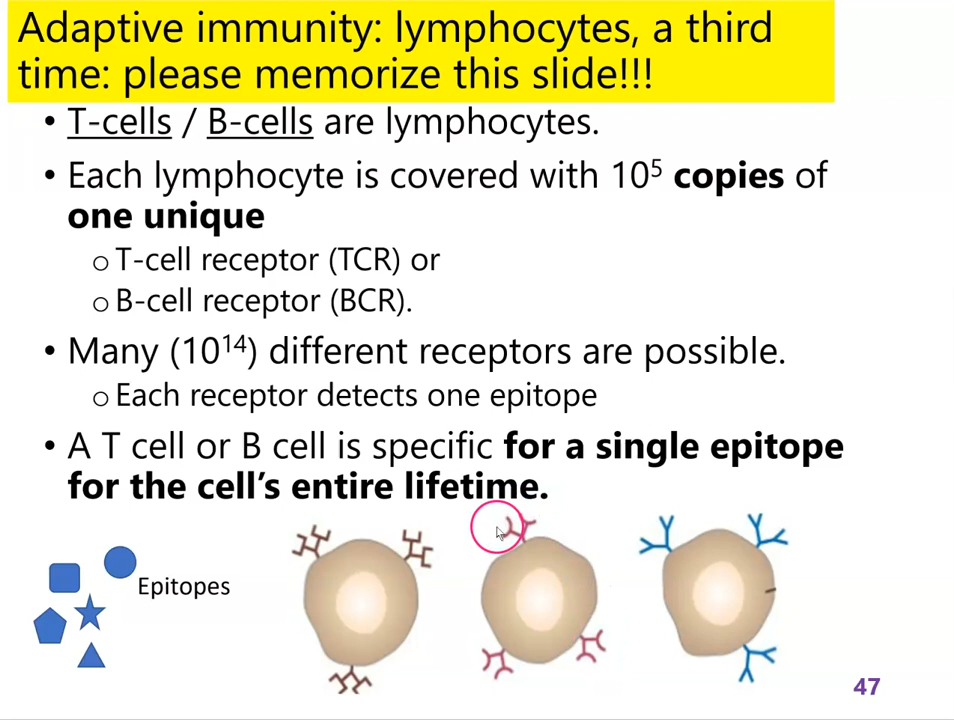 Adaptive immunity: lymphocytes, a third
time: please memorize this slide!!!
• T-cells / B-cells are lymphocytes.
• Each lymphocyte is covered with 10⁵ copies of
one unique
o T-cell receptor (TCR) or
o B-cell receptor (BCR).
• Many (10¹⁴) different receptors are possible.
o Each receptor detects one epitope
• A T cell or B cell is specific for a single epitope
for the cell’s entire lifetime.
Epitopes
47